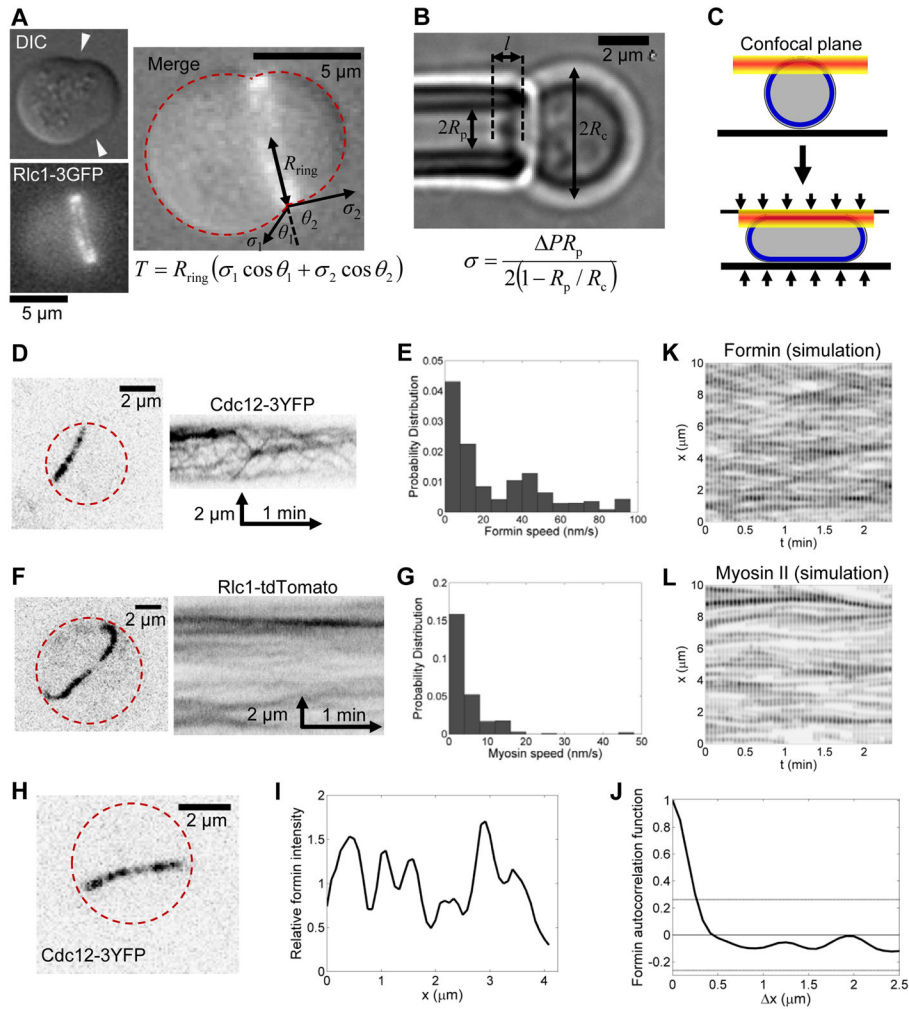 A
DIC
Rlc1-3GFP
5 µm
Merge
5 µm
R_ring
σ_1
θ_1
θ_2
σ_2
T = R_ring(σ_1 cos θ_1 + σ_2 cos θ_2)
B
l
2 µm
2R_p
2R_c
σ = ΔPR_p / 2(1 − R_p / R_c)
C
Confocal plane
D
2 µm
Cdc12-3YFP
2 µm
1 min
E
Probability Distribution
0.05
0.04
0.03
0.02
0.01
0
0 20 40 60 80 100
Formin speed (nm/s)
K
Formin (simulation)
x (µm)
10
8
6
4
2
0
0 0.5 1 1.5 2
t (min)
F
2 µm
Rlc1-tdTomato
2 µm
1 min
G
Probability Distribution
0.2
0.15
0.1
0.05
0
0 10 20 30 40 50
Myosin speed (nm/s)
L
Myosin II (simulation)
x (µm)
10
8
6
4
2
0
0 0.5 1 1.5 2
t (min)
H
2 µm
Cdc12-3YFP
I
Relative formin intensity
2
1.5
1
0.5
0
0 1 2 3 4
x (µm)
J
Formin autocorrelation function
1
0.8
0.6
0.4
0.2
0
-0.2
0 0.5 1 1.5 2 2.5
Δx (µm)